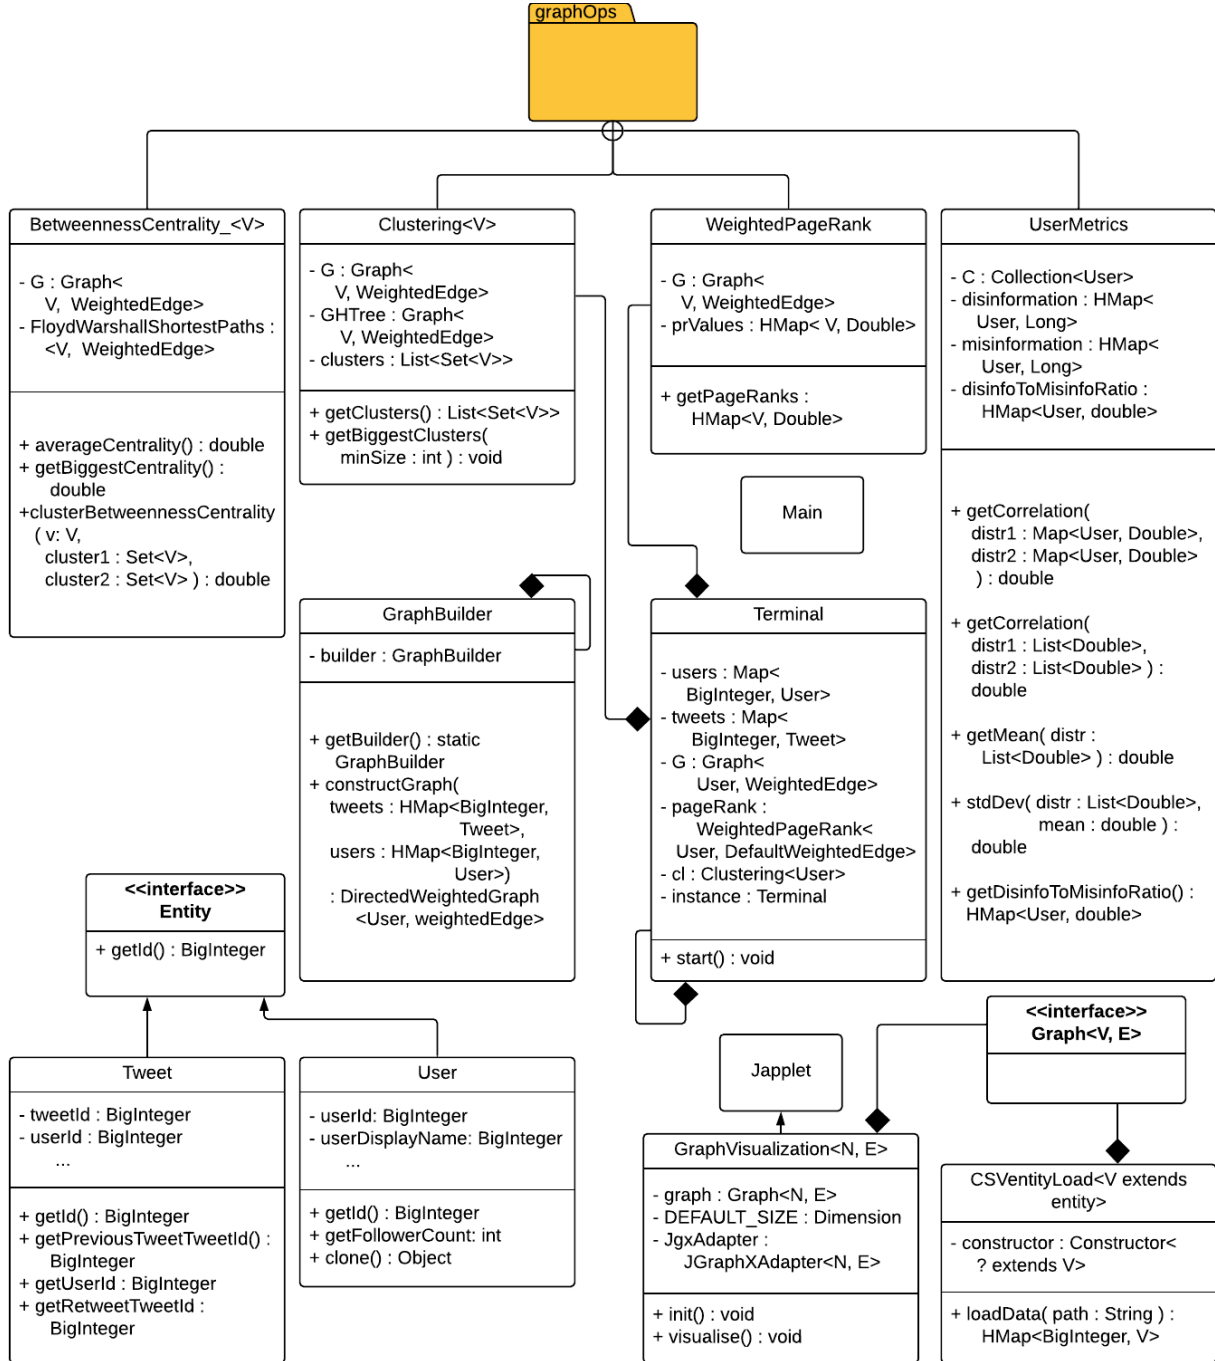 graphOps
BetweennessCentrality_<V>
- G : Graph<
V, WeightedEdge>
- FloydWarshallShortestPaths :
<V, WeightedEdge>
+ averageCentrality() : double
+ getBiggestCentrality() :
double
+clusterBetweennessCentrality
( v: V,
cluster1 : Set<V>,
cluster2 : Set<V> ) : double
Clustering<V>
- G : Graph<
V, WeightedEdge>
- GHTree : Graph<
V, WeightedEdge>
- clusters : List<Set<V>>
+ getClusters() : List<Set<V>>
+ getBiggestClusters(
minSize : int ) : void
WeightedPageRank
- G : Graph<
V, WeightedEdge>
- prValues : HMap< V, Double>
+ getPageRanks :
HMap<V, Double>
UserMetrics
- C : Collection<User>
- disinformation : HMap<
User, Long>
- misinformation : HMap<
User, Long>
- disinfoToMisinfoRatio :
HMap<User, double>
+ getCorrelation(
distr1 : Map<User, Double>,
distr2 : Map<User, Double>
) : double
+ getCorrelation(
distr1 : List<Double>,
distr2 : List<Double> ) :
double
+ getMean( distr :
List<Double> ) : double
+ stdDev( distr : List<Double>,
mean : double ) :
double
+ getDisinfoToMisinfoRatio() :
HMap<User, double>
Main
GraphBuilder
- builder : GraphBuilder
+ getBuilder() : static
GraphBuilder
+ constructGraph(
tweets : HMap<BigInteger,
Tweet>,
users : HMap<BigInteger,
User>)
: DirectedWeightedGraph
<User, weightedEdge>
Terminal
- users : Map<
BigInteger, User>
- tweets : Map<
BigInteger, Tweet>
- G : Graph<
User, WeightedEdge>
- pageRank :
WeightedPageRank<
User, DefaultWeightedEdge>
- cl : Clustering<User>
- instance : Terminal
+ start() : void
<<interface>>
Entity
+ getId() : BigInteger
Tweet
- tweetId : BigInteger
- userId : BigInteger
...
+ getId() : BigInteger
+ getPreviousTweetTweetId() :
BigInteger
+ getUserId : BigInteger
+ getRetweetTweetId :
BigInteger
User
- userId: BigInteger
- userDisplayName: BigInteger
...
+ getId() : BigInteger
+ getFollowerCount: int
+ clone() : Object
Japplet
GraphVisualization<N, E>
- graph : Graph<N, E>
- DEFAULT_SIZE : Dimension
- JgxAdapter :
JGraphXAdapter<N, E>
+ init() : void
+ visualise() : void
<<interface>>
Graph<V, E>
CSVentityLoad<V extends
entity>
- constructor : Constructor<
? extends V>
+ loadData( path : String ) :
HMap<BigInteger, V>